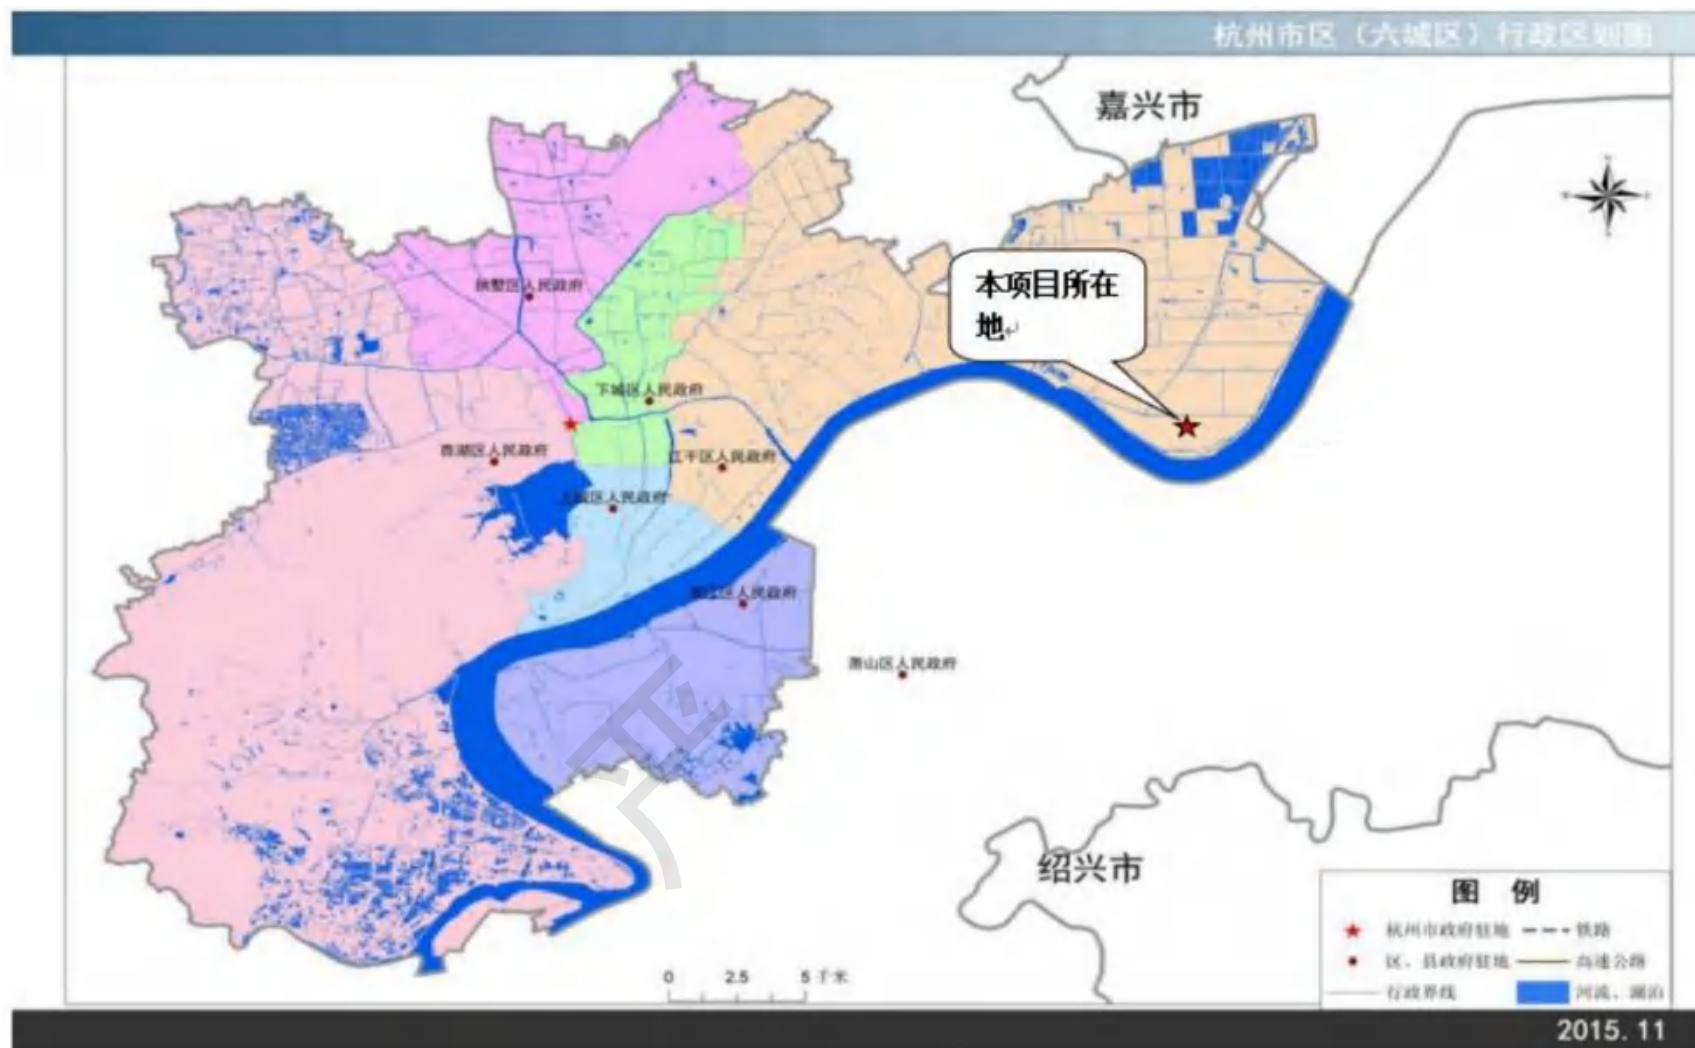 杭州市区（六城区）行政区划图
嘉兴市
本项目所在
地
拱墅区人民政府
下城区人民政府
西湖区人民政府
江干区人民政府
上城区人民政府
滨江区人民政府
萧山区人民政府
绍兴市
严
图 例
杭州市政府驻地
铁路
区、县政府驻地
高速公路
行政界线
河流、湖泊
0 2.5 5 千米
2015.11